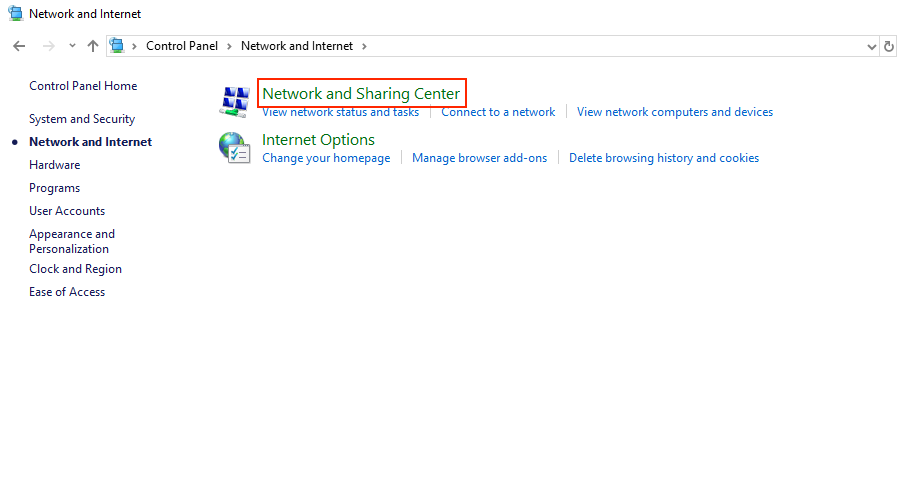 Network and Internet
Control Panel
Network and Internet
Control Panel Home
System and Security
Network and Internet
Hardware
Programs
User Accounts
Appearance and
Personalization
Clock and Region
Ease of Access
Network and Sharing Center
View network status and tasks
Connect to a network
View network computers and devices
Internet Options
Change your homepage
Manage browser add-ons
Delete browsing history and cookies